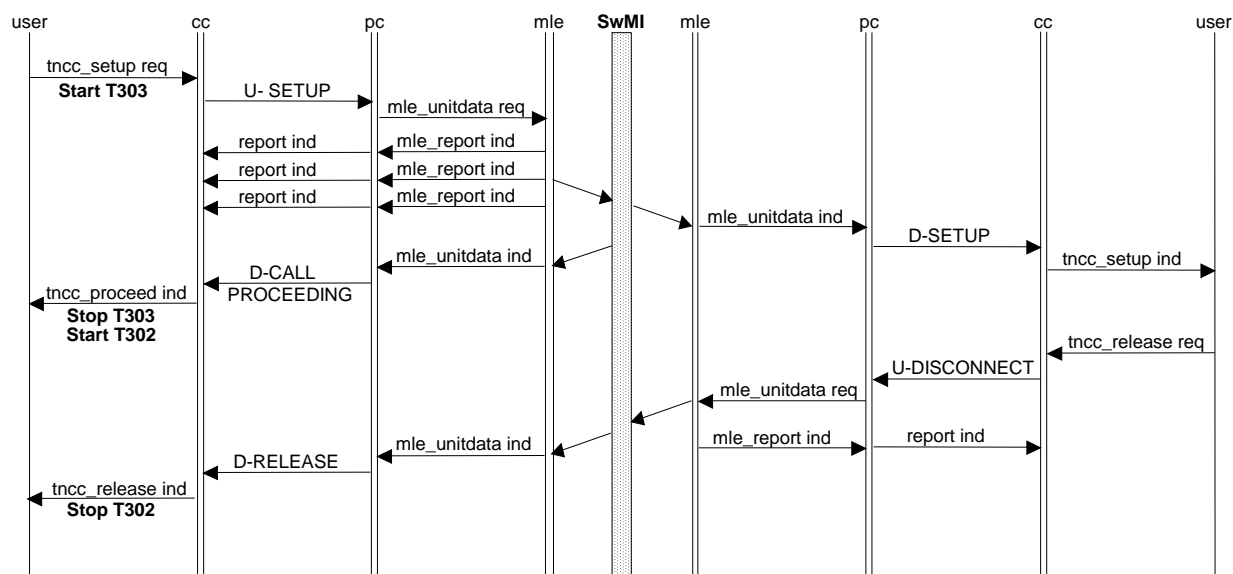 user cc pc mle SwMI mle pc cc user
tncc_setup req
Start T303
U- SETUP
mle_unitdata req
report ind mle_report ind
report ind mle_report ind
report ind mle_report ind
mle_unitdata ind
D-SETUP
mle_unitdata ind
tncc_setup ind
D-CALL
PROCEEDING
tncc_proceed ind
Stop T303
Start T302
tncc_release req
U-DISCONNECT
mle_unitdata req
mle_unitdata ind
mle_report ind report ind
D-RELEASE
tncc_release ind
Stop T302